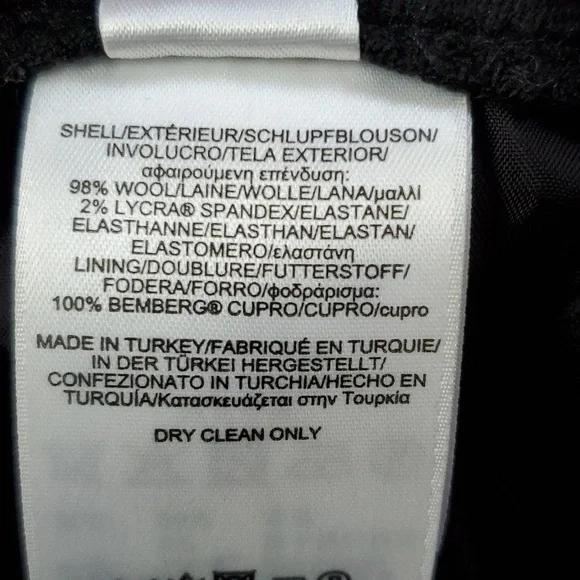 SHELL/EXTÉRIEUR/SCHLUPFBLOUSON/
INVOLUCRO/TELA EXTERIOR/
αφαιρούμενη επένδυση:
98% WOOL/LAINE/WOLLE/LANA/μαλλί
2% LYCRA® SPANDEX/ELASTANE/
ELASTHANNE/ELASTHAN/ELASTAN/
ELASTOMERO/ελαστάνη
LINING/DOUBLURE/FUTTERSTOFF/
FODERA/FORRO/φοδράρισμα:
100% BEMBERG® CUPRO/CUPRO/cupro
MADE IN TURKEY/FABRIQUÉ EN TURQUIE/
IN DER TÜRKEI HERGESTELLT/
CONFEZIONATO IN TURCHIA/HECHO EN
TURQUÍA/Κατασκευάζεται στην Τουρκία
DRY CLEAN ONLY